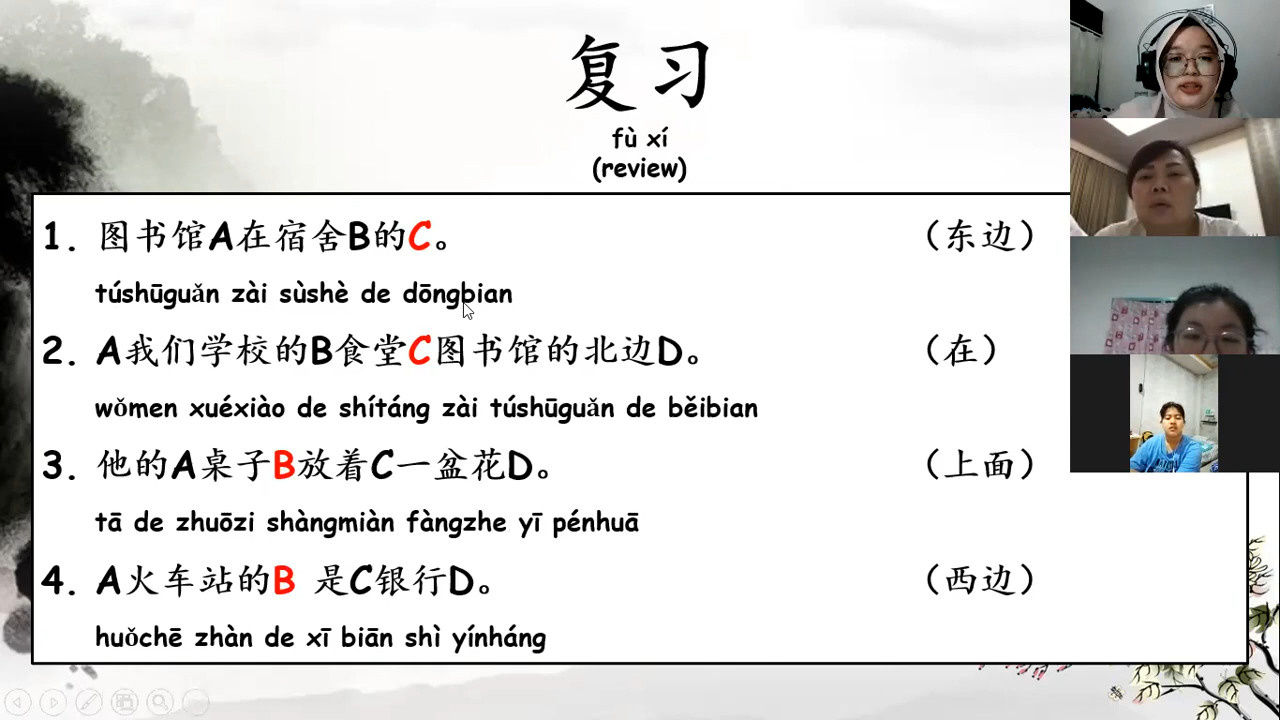 复习
fù xí
(review)
1. 图书馆A在宿舍B的C。 （东边）
túshūguǎn zài sùshè de dōngbian
2. A我们学校的B食堂C图书馆的北边D。 （在）
wǒmen xuéxiào de shítáng zài túshūguǎn de běibian
3. 他的A桌子B放着C一盆花D。 （上面）
tā de zhuōzi shàngmiàn fàngzhe yī pénhuā
4. A火车站的B 是C银行D。 （西边）
huǒchē zhàn de xī biān shì yínháng